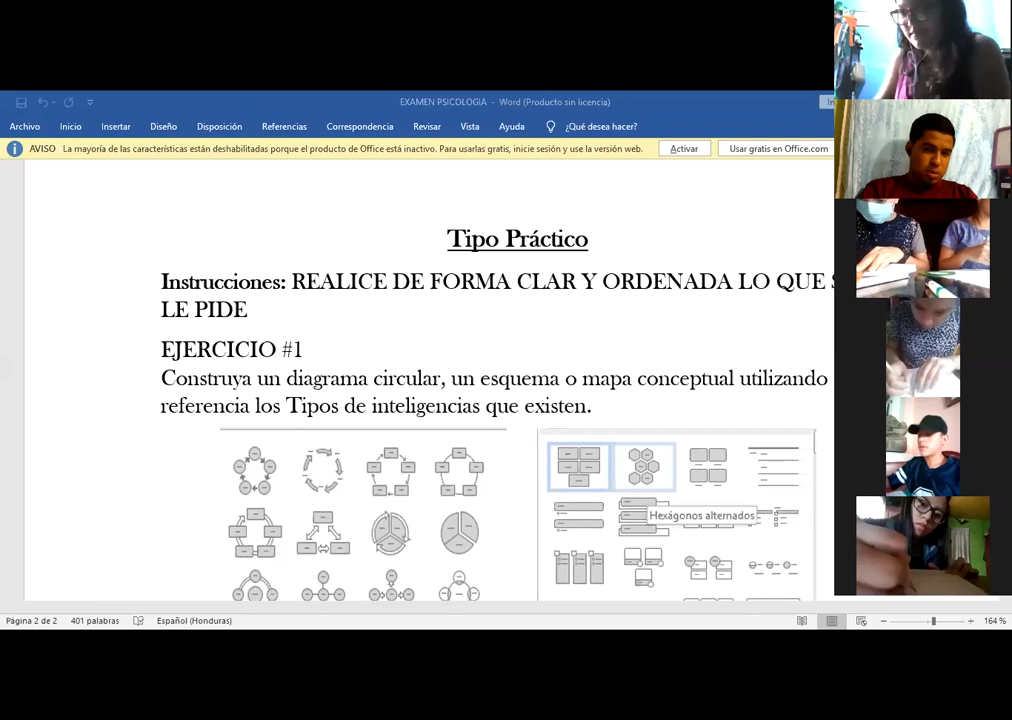 EXAMEN PSICOLOGIA - Word (Producto sin licencia)
Archivo Inicio Insertar Diseño Disposición Referencias Correspondencia Revisar Vista Ayuda ¿Qué desea hacer?
AVISO La mayoría de las características están deshabilitadas porque el producto de Office está inactivo. Para usarlas gratis, inicie sesión y use la versión web. Activar Usar gratis en Office.com
Tipo Práctico
Instrucciones: REALICE DE FORMA CLAR Y ORDENADA LO QUE
LE PIDE
EJERCICIO #1
Construya un diagrama circular, un esquema o mapa conceptual utilizando
referencia los Tipos de inteligencias que existen.
Hexágonos alternados
Página 2 de 2 401 palabras Español (Honduras) 164 %